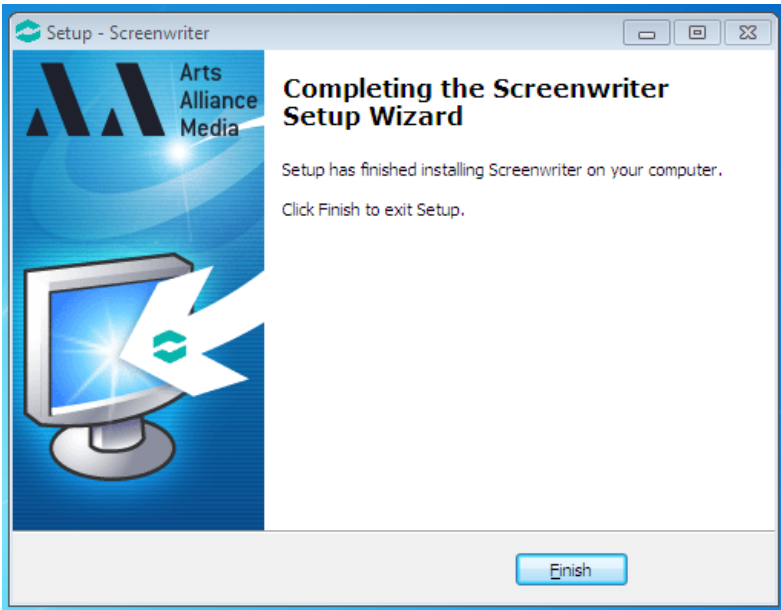 Setup - Screenwriter
Arts
Alliance
Media
Completing the Screenwriter
Setup Wizard
Setup has finished installing Screenwriter on your computer.
Click Finish to exit Setup.
Finish